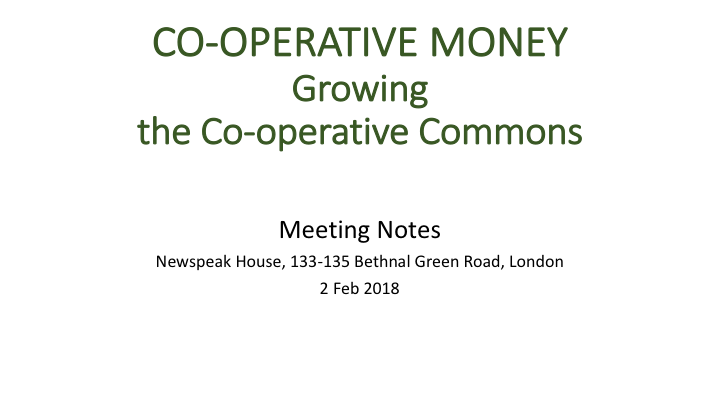 CO-OPERATIVE MONEY
Growing
the Co-operative Commons
Meeting Notes
Newspeak House, 133-135 Bethnal Green Road, London
2 Feb 2018